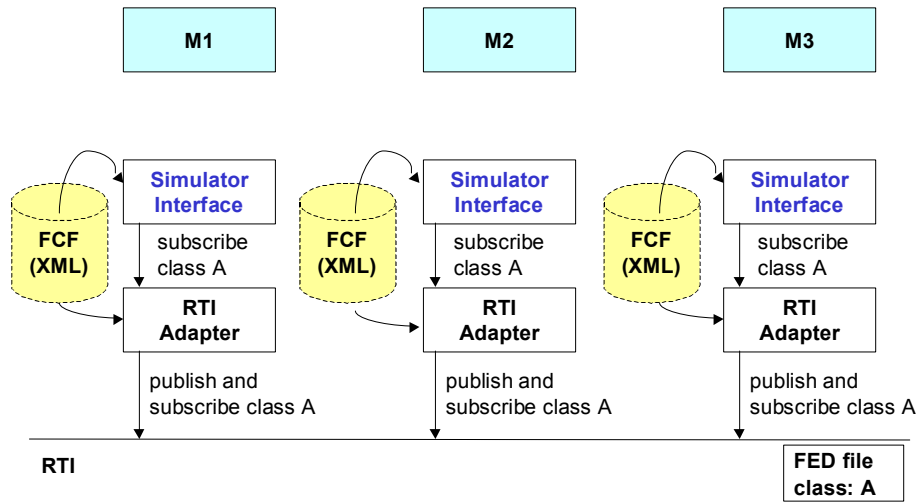 M1
M2
M3
Simulator
Interface
Simulator
Interface
Simulator
Interface
FCF
(XML)
FCF
(XML)
FCF
(XML)
subscribe
class A
subscribe
class A
subscribe
class A
RTI
Adapter
RTI
Adapter
RTI
Adapter
publish and
subscribe class A
publish and
subscribe class A
publish and
subscribe class A
RTI
FED file
class: A